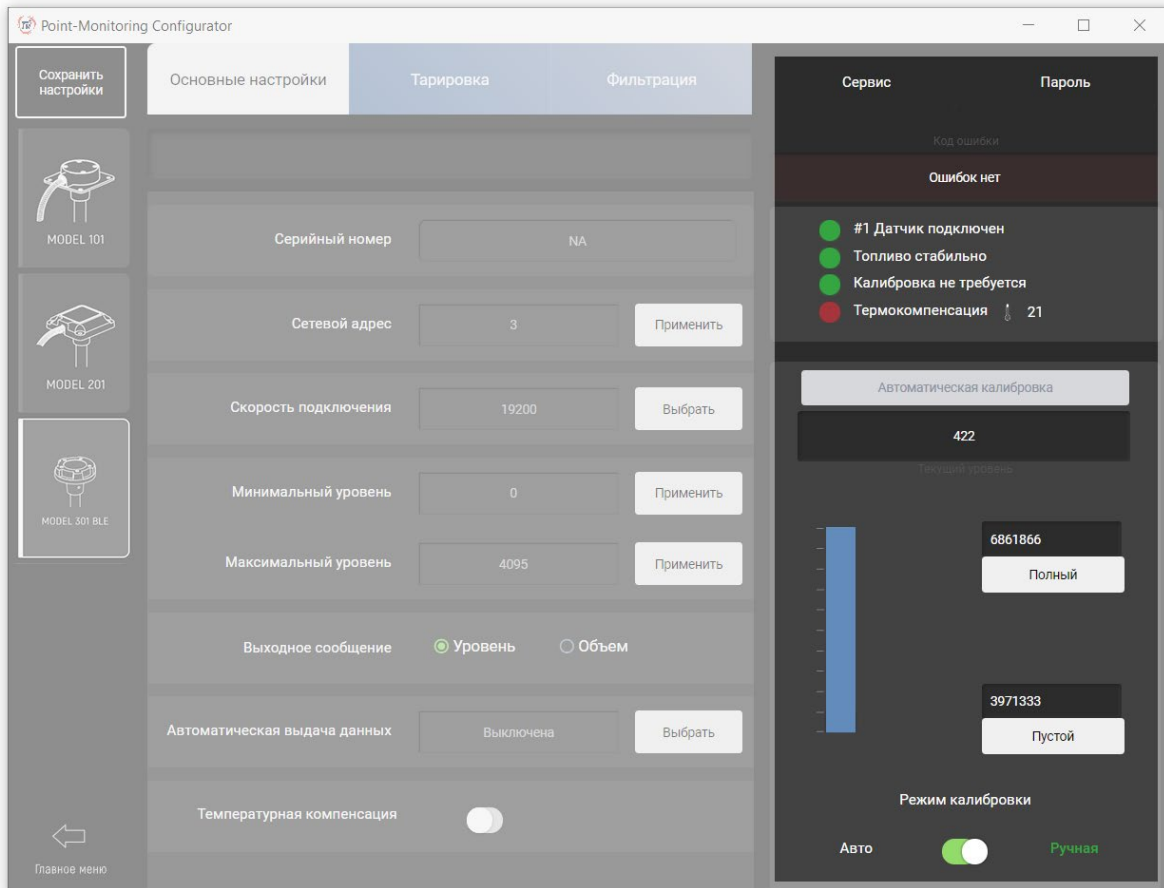 Point-Monitoring Configurator
Сохранить
настройки
MODEL 101
MODEL 201
MODEL 301 BLE
Главное меню
Основные настройки
Тарировка
Фильтрация
Серийный номер
NA
Сетевой адрес
3
Применить
Скорость подключения
19200
Выбрать
Минимальный уровень
0
Применить
Максимальный уровень
4095
Применить
Выходное сообщение
Уровень
Объем
Автоматическая выдача данных
Выключена
Выбрать
Температурная компенсация
Сервис
Пароль
Код ошибки
Ошибок нет
#1 Датчик подключен
Топливо стабильно
Калибровка не требуется
Термокомпенсация 21
Автоматическая калибровка
422
Текущий уровень
6861866
Полный
3971333
Пустой
Режим калибровки
Авто
Ручная